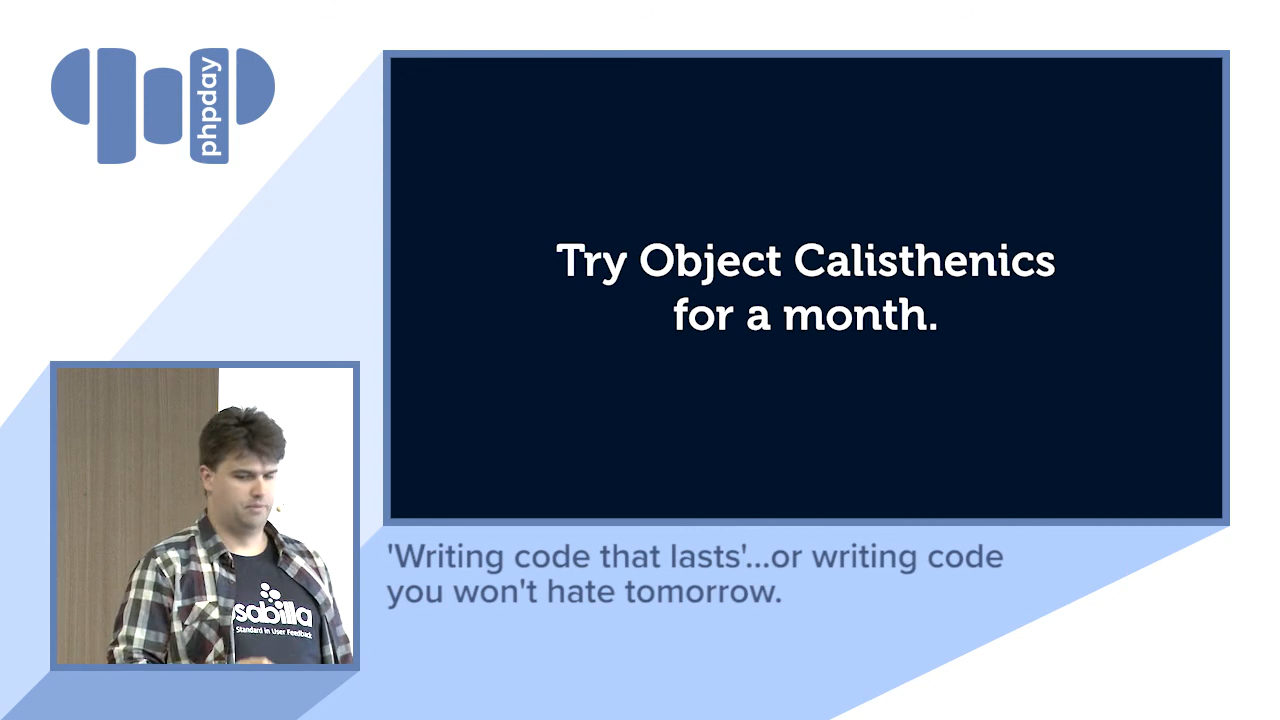 phpday
Try Object Calisthenics
for a month.
'Writing code that lasts'...or writing code
you won't hate tomorrow.
sabilla
Standard in User Feedback